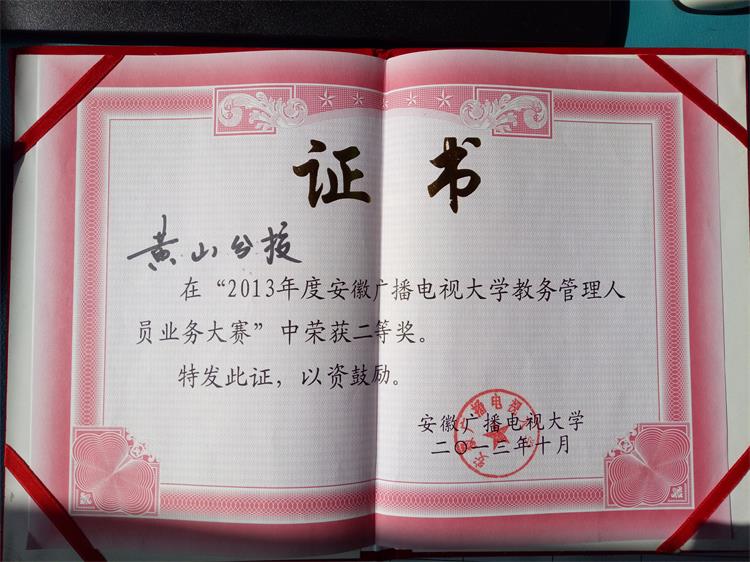 证书
黄山分校
在“2013年度安徽广播电视大学教务管理人
员业务大赛”中荣获二等奖。
特发此证，以资鼓励。
安徽广播电视大学
二〇一三年十月